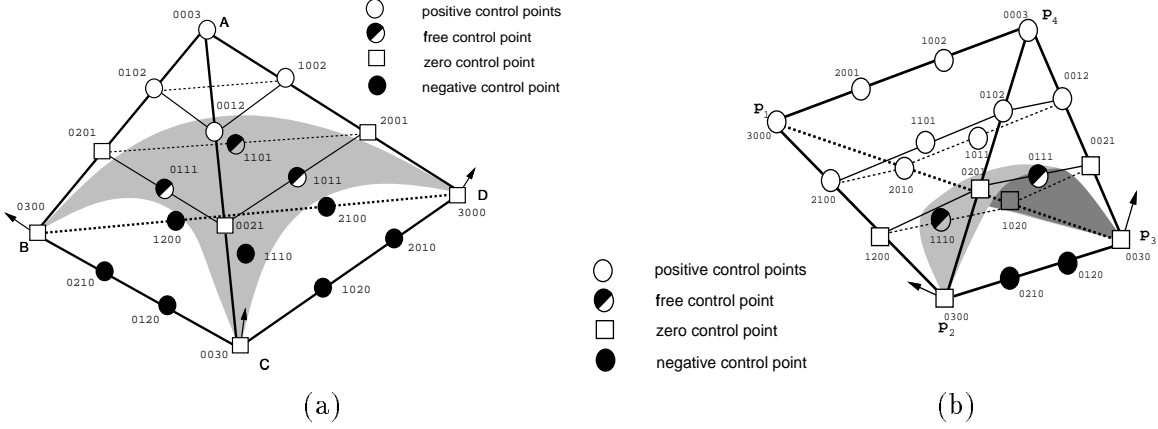 0003 A
positive control points
free control point
zero control point
negative control point
0102
1002
0012
0201
2001
1101
0111
1011
0300
B
D
3000
1200
2100
0021
2010
1110
0210
1020
0120
0030
C
(a)
0003 P4
1002
2001
0012
0102
P1
3000
1101
1011
0021
0111
0201
2010
2100
1020
1110
1200
P3
0030
0120
0210
0300
P2
positive control points
free control point
zero control point
negative control point
(b)